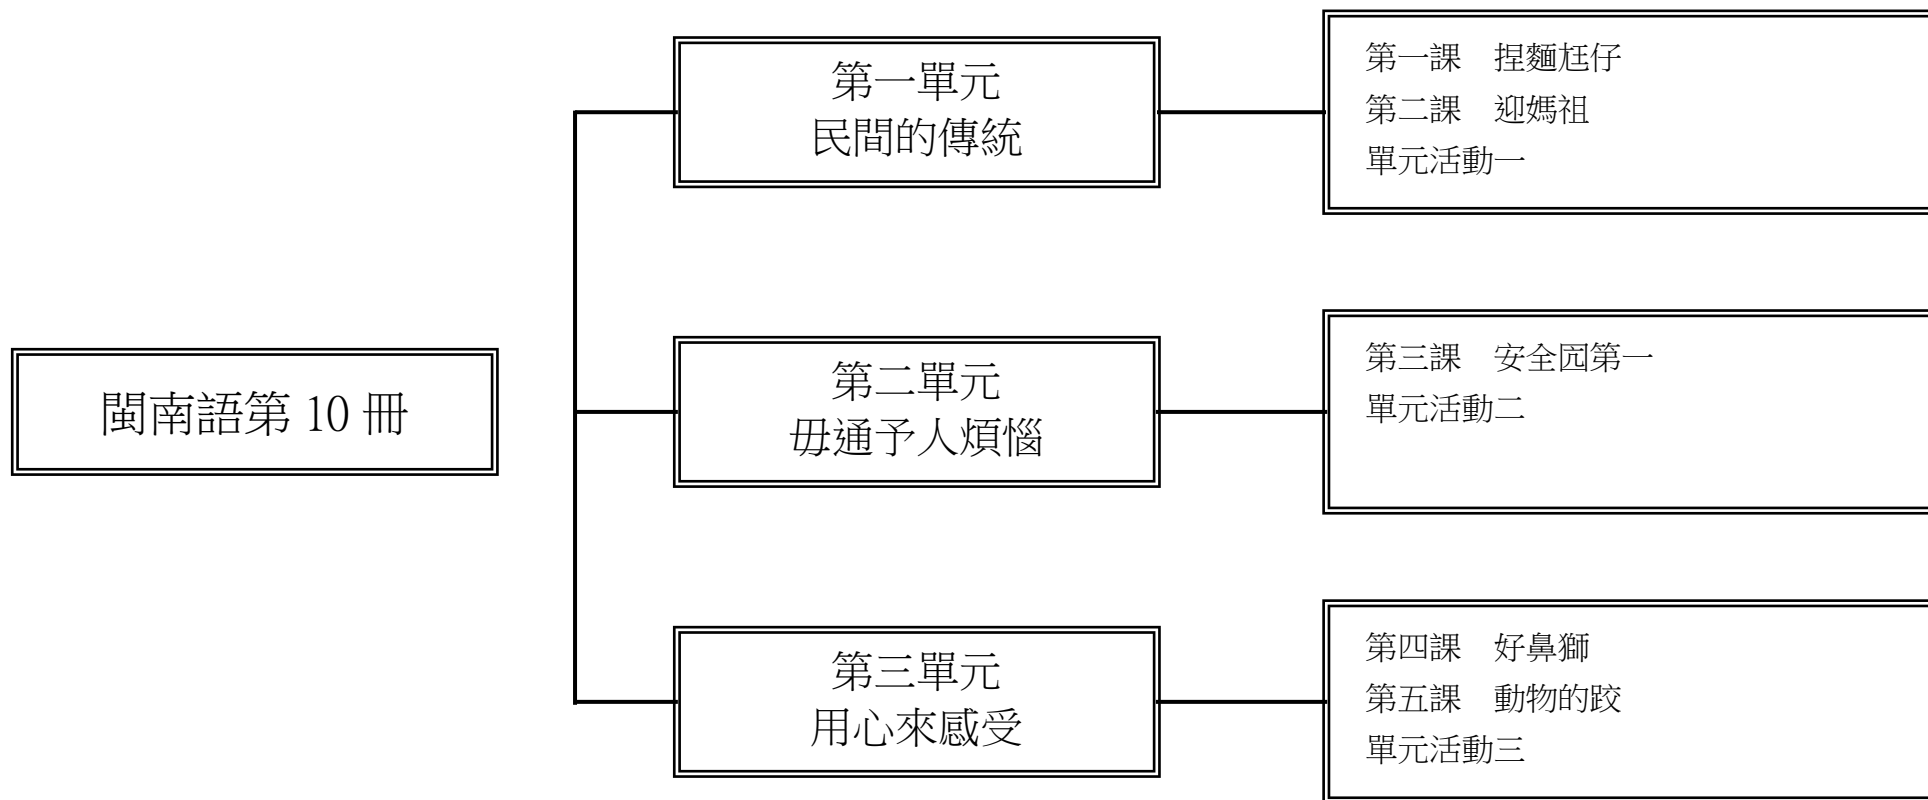 閩南語第 10 冊
第一單元
民間的傳統
第一課　捏麵尪仔
第二課　迎媽祖
單元活動一
第二單元
毋通予人煩惱
第三課　安全囥第一
單元活動二
第三單元
用心來感受
第四課　好鼻獅
第五課　動物的跤
單元活動三